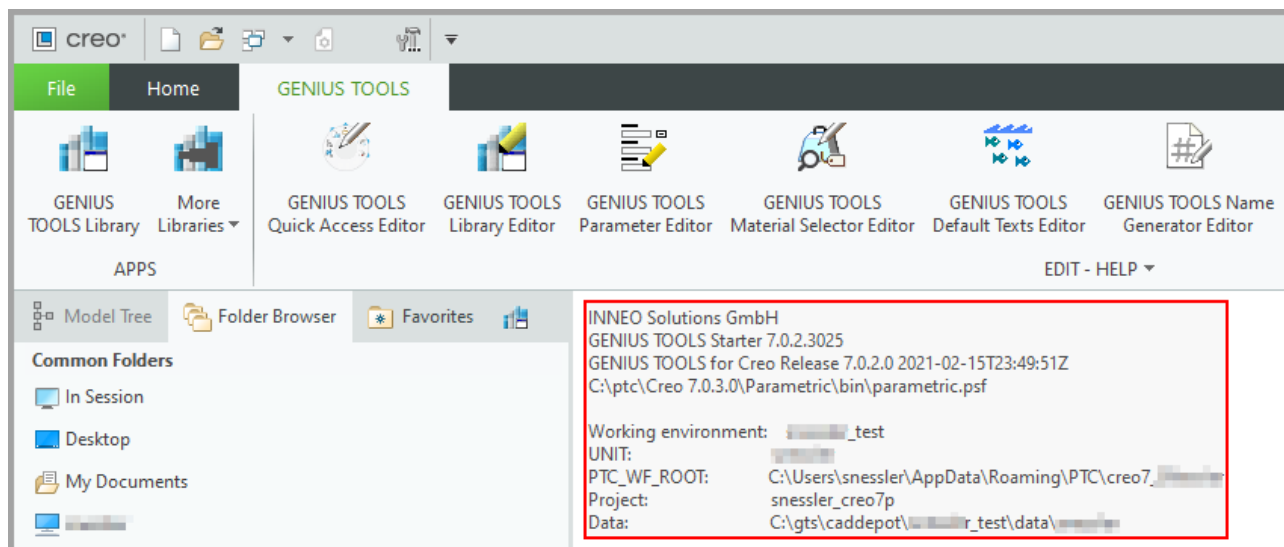 creo
File Home GENIUS TOOLS
GENIUS
TOOLS Library
More
Libraries
GENIUS TOOLS
Quick Access Editor
GENIUS TOOLS
Library Editor
GENIUS TOOLS
Parameter Editor
GENIUS TOOLS
Material Selector Editor
GENIUS TOOLS
Default Texts Editor
GENIUS TOOLS Name
Generator Editor
APPS
EDIT - HELP
Model Tree Folder Browser Favorites
Common Folders
In Session
Desktop
My Documents
INNEO Solutions GmbH
GENIUS TOOLS Starter 7.0.2.3025
GENIUS TOOLS for Creo Release 7.0.2.0 2021-02-15T23:49:51Z
C:\ptc\Creo 7.0.3.0\Parametric\bin\parametric.psf
Working environment: _test
UNIT:
PTC_WF_ROOT: C:\Users\snessler\AppData\Roaming\PTC\creo7_
Project: snessler_creo7p
Data: C:\gts\caddepot\ r_test\data\